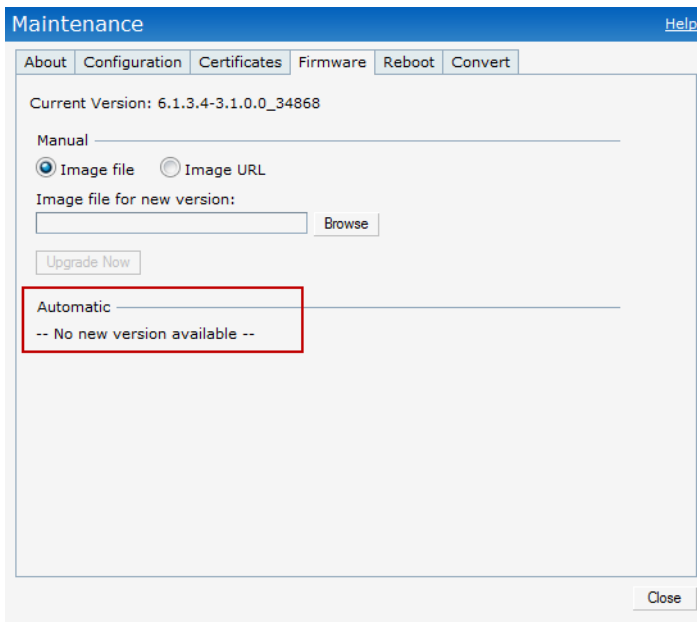 Maintenance Help
About Configuration Certificates Firmware Reboot Convert
Current Version: 6.1.3.4-3.1.0.0_34868
Manual
Image file Image URL
Image file for new version:
Browse
Upgrade Now
Automatic
-- No new version available --
Close